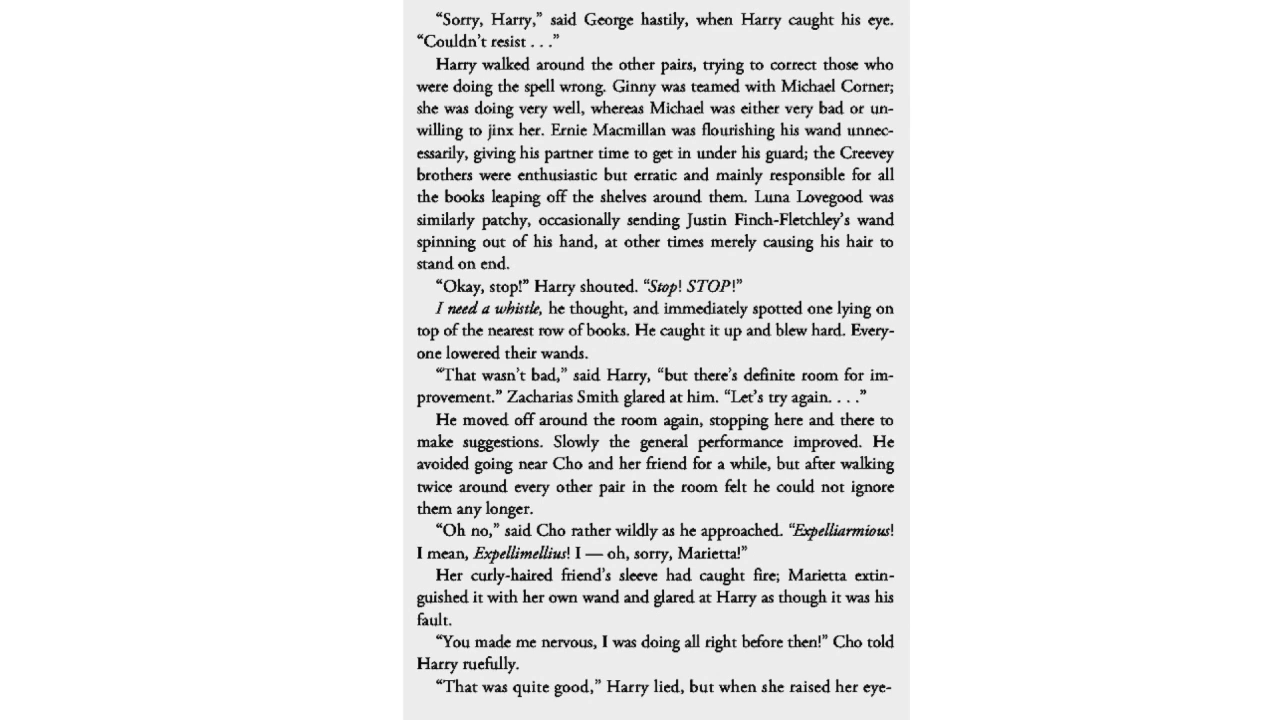 “Sorry, Harry,” said George hastily, when Harry caught his eye.
“Couldn’t resist . . .”
Harry walked around the other pairs, trying to correct those who
were doing the spell wrong. Ginny was teamed with Michael Corner;
she was doing very well, whereas Michael was either very bad or un-
willing to jinx her. Ernie Macmillan was flourishing his wand unnec-
essarily, giving his partner time to get in under his guard; the Creevey
brothers were enthusiastic but erratic and mainly responsible for all
the books leaping off the shelves around them. Luna Lovegood was
similarly patchy, occasionally sending Justin Finch-Fletchley’s wand
spinning out of his hand, at other times merely causing his hair to
stand on end.
“Okay, stop!” Harry shouted. “Stop! STOP!”
I need a whistle, he thought, and immediately spotted one lying on
top of the nearest row of books. He caught it up and blew hard. Every-
one lowered their wands.
“That wasn’t bad,” said Harry, “but there’s definite room for im-
provement.” Zacharias Smith glared at him. “Let’s try again. . . .”
He moved off around the room again, stopping here and there to
make suggestions. Slowly the general performance improved. He
avoided going near Cho and her friend for a while, but after walking
twice around every other pair in the room felt he could not ignore
them any longer.
“Oh no,” said Cho rather wildly as he approached. “Expelliarmious!
I mean, Expellimellius! I — oh, sorry, Marietta!”
Her curly-haired friend’s sleeve had caught fire; Marietta extin-
guished it with her own wand and glared at Harry as though it was his
fault.
“You made me nervous, I was doing all right before then!” Cho told
Harry ruefully.
“That was quite good,” Harry lied, but when she raised her eye-